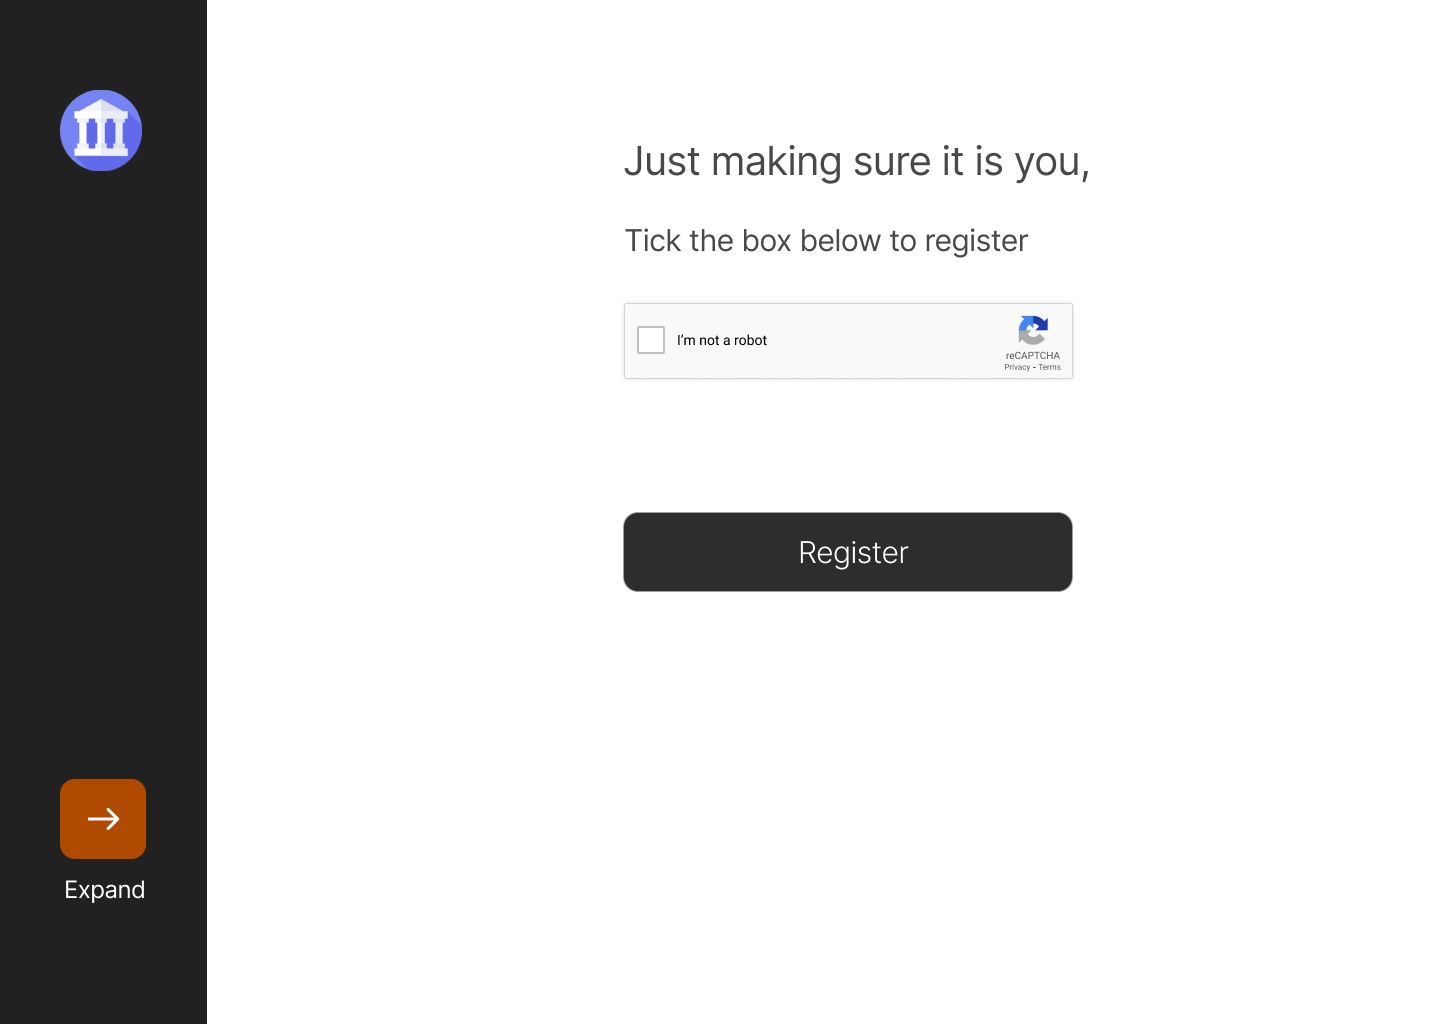 Just making sure it is you,
Tick the box below to register
I'm not a robot
reCAPTCHA
Privacy - Terms
Register
Expand